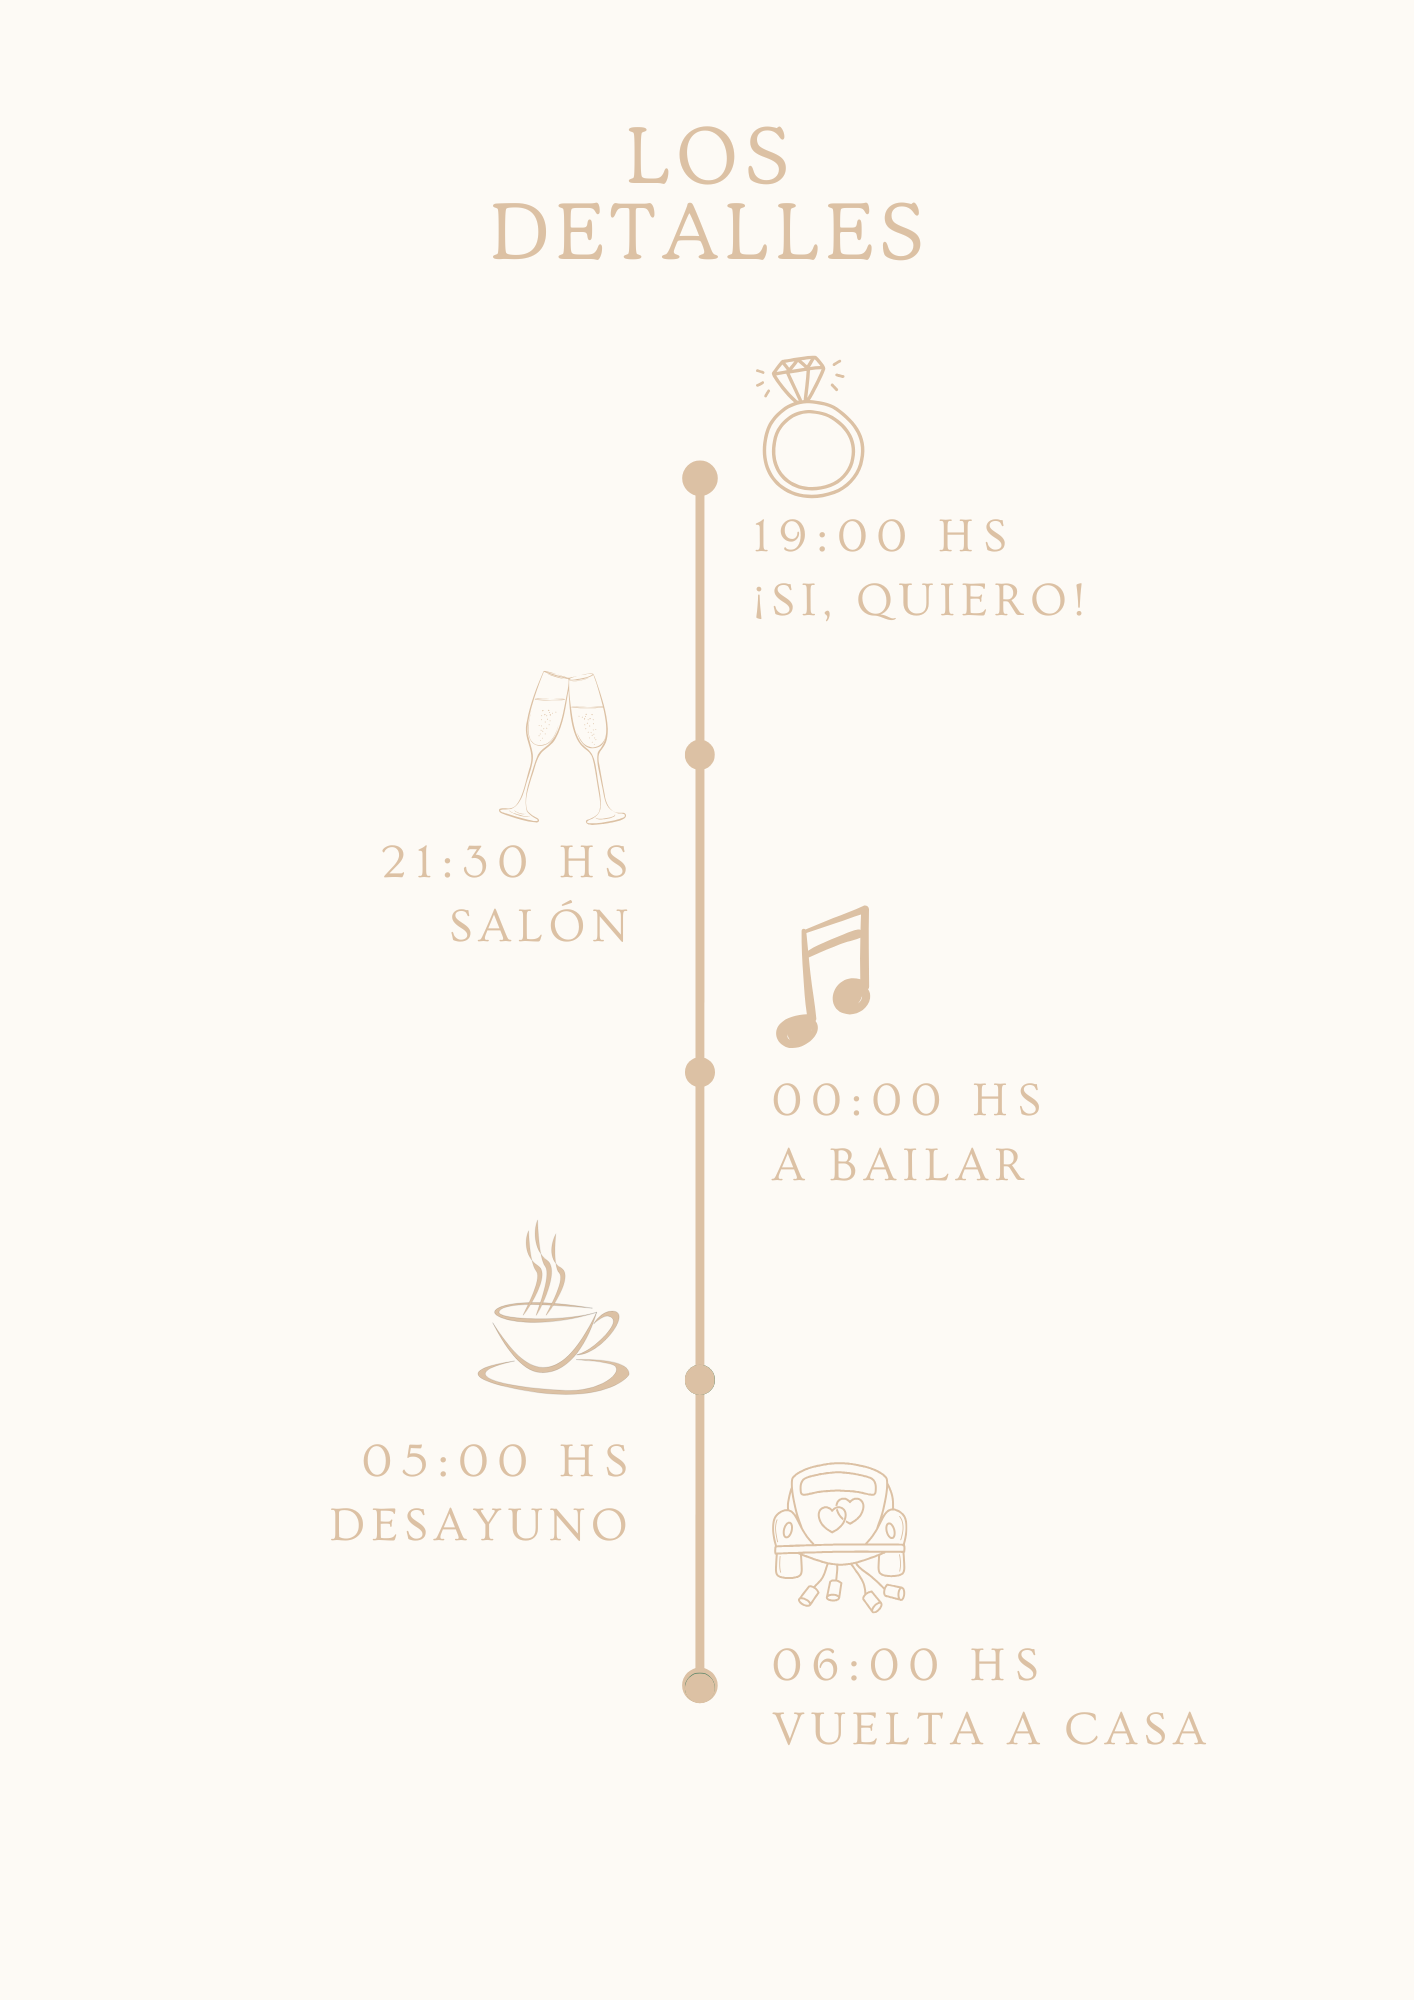 LOS
DETALLES
19:00 HS
¡SI, QUIERO!
21:30 HS
SALÓN
00:00 HS
A BAILAR
05:00 HS
DESAYUNO
06:00 HS
VUELTA A CASA